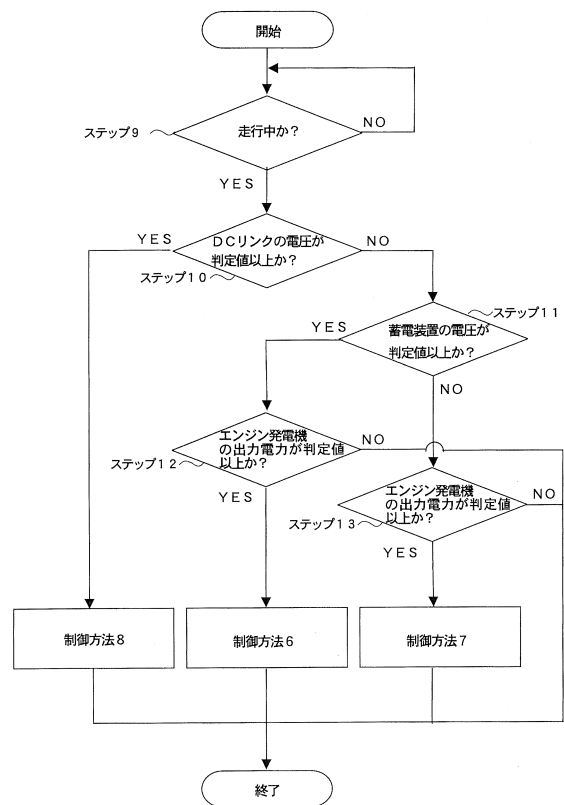 開始
ステップ９
走行中か？
ＮＯ
ＹＥＳ
ＹＥＳ
ＤＣリンクの電圧が
判定値以上か？
ＮＯ
ステップ１０
ステップ１１
ＹＥＳ
蓄電装置の電圧が
判定値以上か？
ＮＯ
エンジン発電機
の出力電力が判定値
以上か？
ＮＯ
ステップ１２
ＹＥＳ
エンジン発電機
の出力電力が判定値
以上か？
ＮＯ
ステップ１３
ＹＥＳ
制御方法８
制御方法６
制御方法７
終了